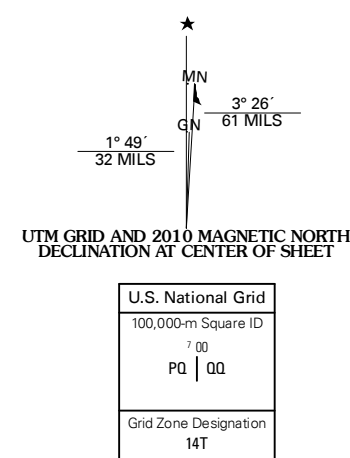 ★
MN
3° 26´
61 MILS
GN
1° 49´
32 MILS
UTM GRID AND 2010 MAGNETIC NORTH
DECLINATION AT CENTER OF SHEET
U.S. National Grid
100,000-m Square ID
7 00
PQ | QQ
Grid Zone Designation
14T